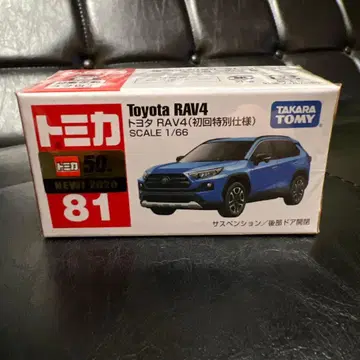 トミカ
トミカ 50th
NEW! 2020
81
Toyota RAV4
トヨタ RAV4(初回特別仕様)
SCALE 1/66
TAKARA
TOMY
サスペンション/後部ドア開閉